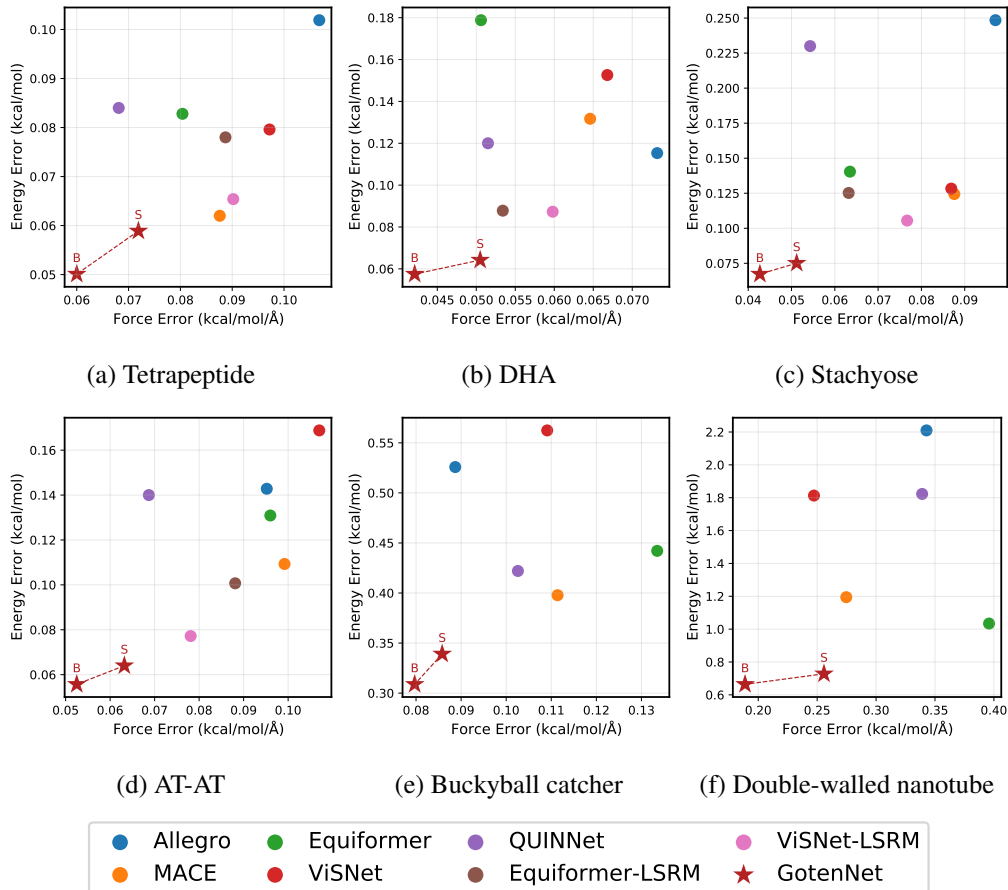 0.10
0.09
0.08
0.07
0.06
0.05
Energy Error (kcal/mol)
B
S
0.06 0.07 0.08 0.09 0.10
Force Error (kcal/mol/Å)
(a) Tetrapeptide
0.18
0.16
0.14
0.12
0.10
0.08
0.06
Energy Error (kcal/mol)
B
S
0.045 0.050 0.055 0.060 0.065 0.070
Force Error (kcal/mol/Å)
(b) DHA
0.250
0.225
0.200
0.175
0.150
0.125
0.100
0.075
Energy Error (kcal/mol)
B
S
0.04 0.05 0.06 0.07 0.08 0.09
Force Error (kcal/mol/Å)
(c) Stachyose
0.16
0.14
0.12
0.10
0.08
0.06
Energy Error (kcal/mol)
B
S
0.05 0.06 0.07 0.08 0.09 0.10
Force Error (kcal/mol/Å)
(d) AT-AT
0.55
0.50
0.45
0.40
0.35
0.30
Energy Error (kcal/mol)
B
S
0.08 0.09 0.10 0.11 0.12 0.13
Force Error (kcal/mol/Å)
(e) Buckyball catcher
2.2
2.0
1.8
1.6
1.4
1.2
1.0
0.8
0.6
Energy Error (kcal/mol)
B
S
0.20 0.25 0.30 0.35 0.40
Force Error (kcal/mol/Å)
(f) Double-walled nanotube
Allegro Equiformer QUINNet ViSNet-LSRM
MACE ViSNet Equiformer-LSRM GotenNet